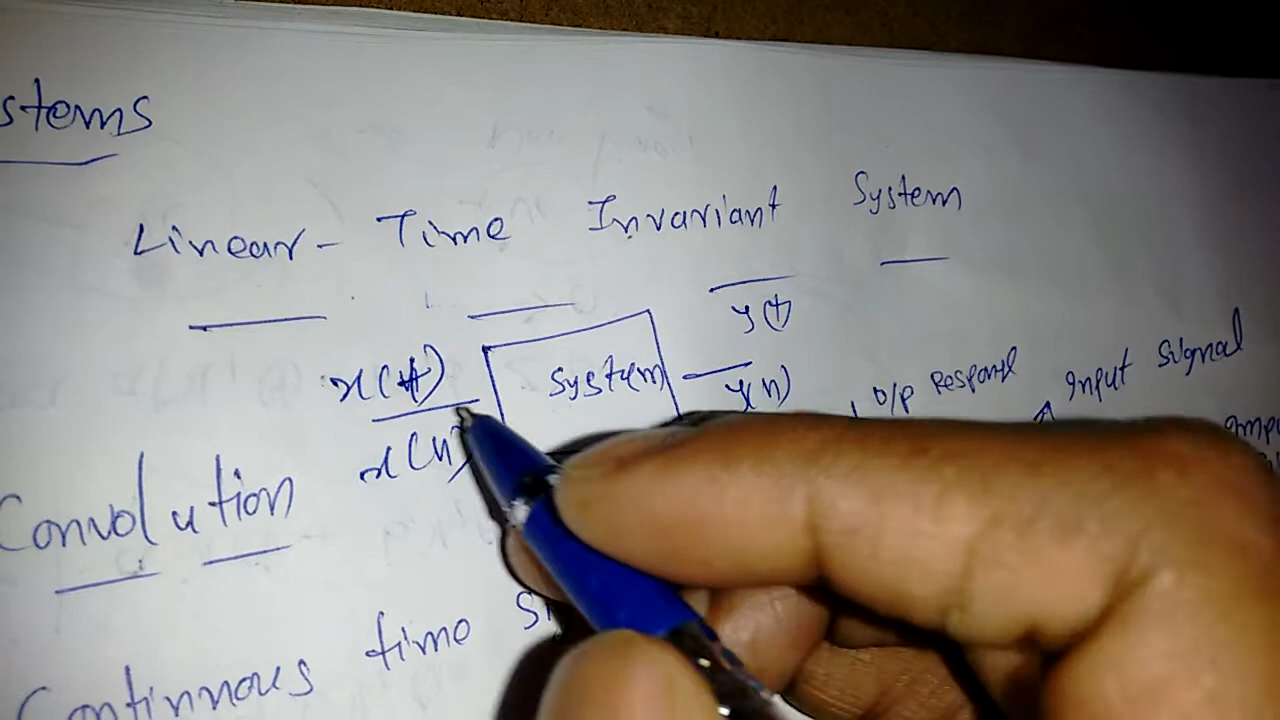 stems
Linear - Time Invariant System
y(t)
x(t)
System
y(n)
x(n)
O/p Response
Input Signal
Convolution
Continuous time